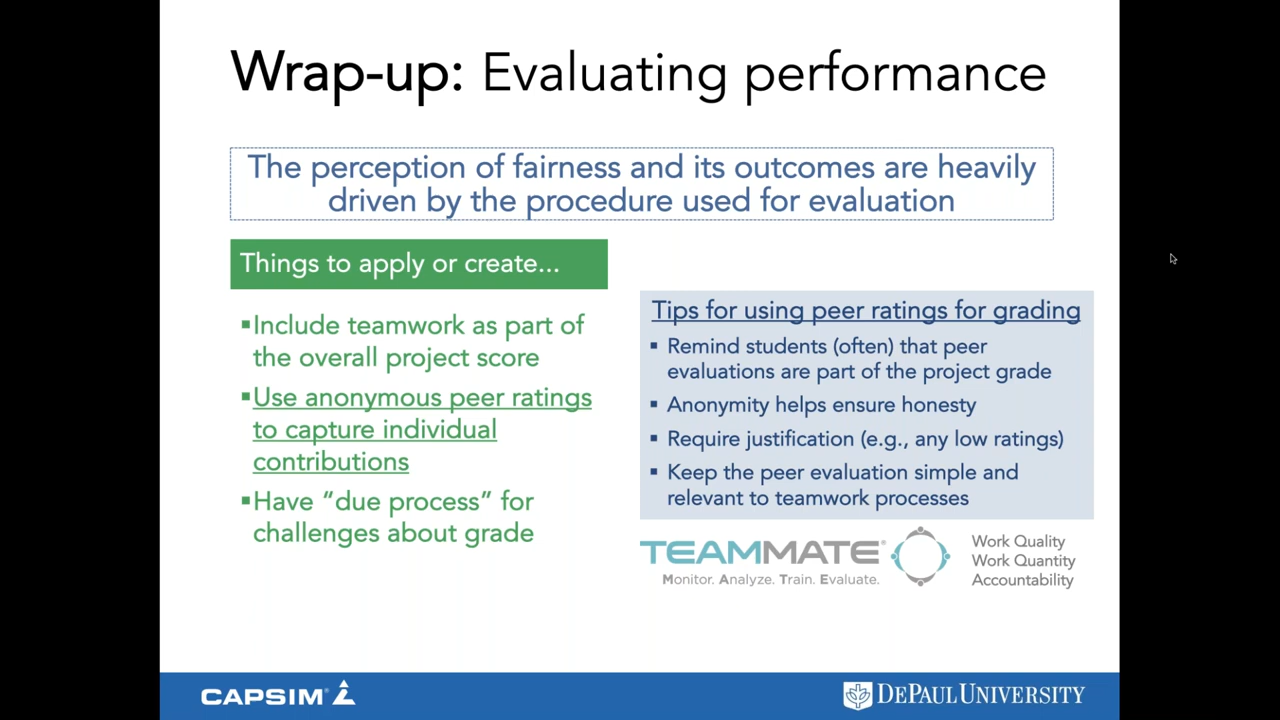 Wrap-up: Evaluating performance
The perception of fairness and its outcomes are heavily
driven by the procedure used for evaluation
Things to apply or create...
▪Include teamwork as part of
the overall project score
▪Use anonymous peer ratings
to capture individual
contributions
▪Have “due process” for
challenges about grade
Tips for using peer ratings for grading
▪ Remind students (often) that peer
evaluations are part of the project grade
▪ Anonymity helps ensure honesty
▪ Require justification (e.g., any low ratings)
▪ Keep the peer evaluation simple and
relevant to teamwork processes
TEAMMATE®
Monitor. Analyze. Train. Evaluate.
Work Quality
Work Quantity
Accountability
CAPSIM®
DEPAUL UNIVERSITY